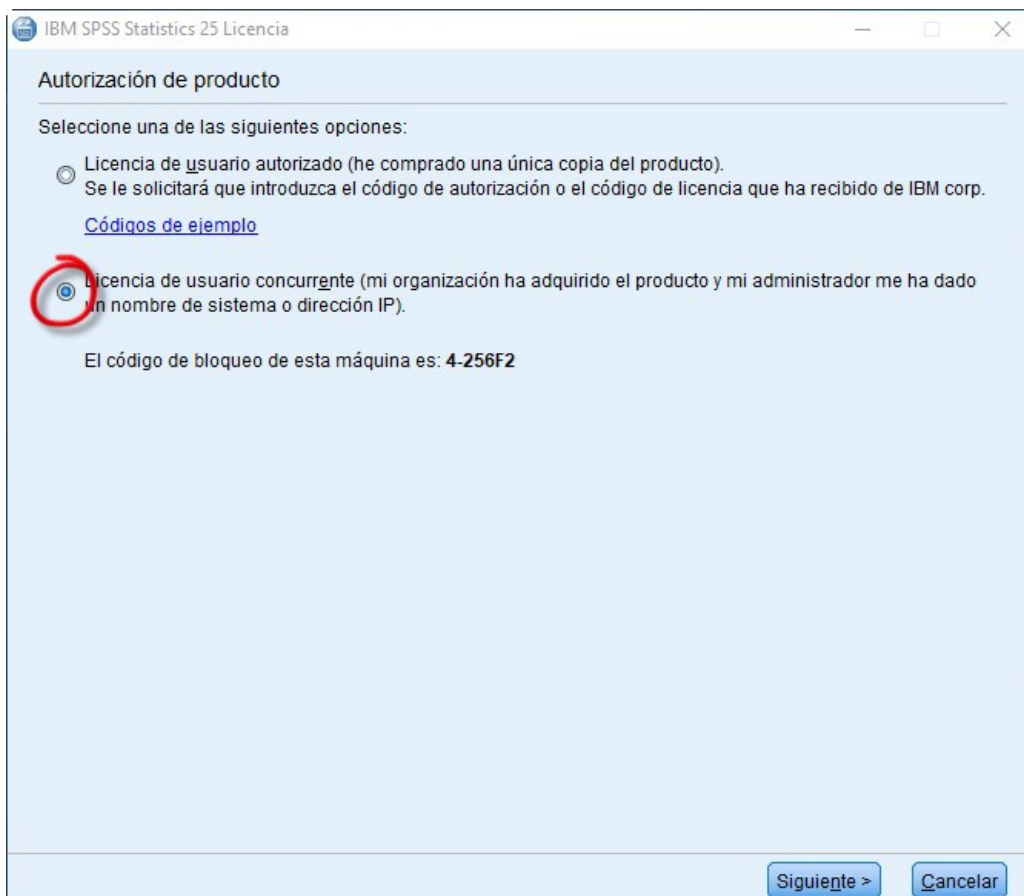 IBM SPSS Statistics 25 Licencia
Autorización de producto
Seleccione una de las siguientes opciones:
Licencia de usuario autorizado (he comprado una única copia del producto).
Se le solicitará que introduzca el código de autorización o el código de licencia que ha recibido de IBM corp.
Códigos de ejemplo
Licencia de usuario concurrente (mi organización ha adquirido el producto y mi administrador me ha dado
un nombre de sistema o dirección IP).
El código de bloqueo de esta máquina es: 4-256F2
Siguiente >
Cancelar